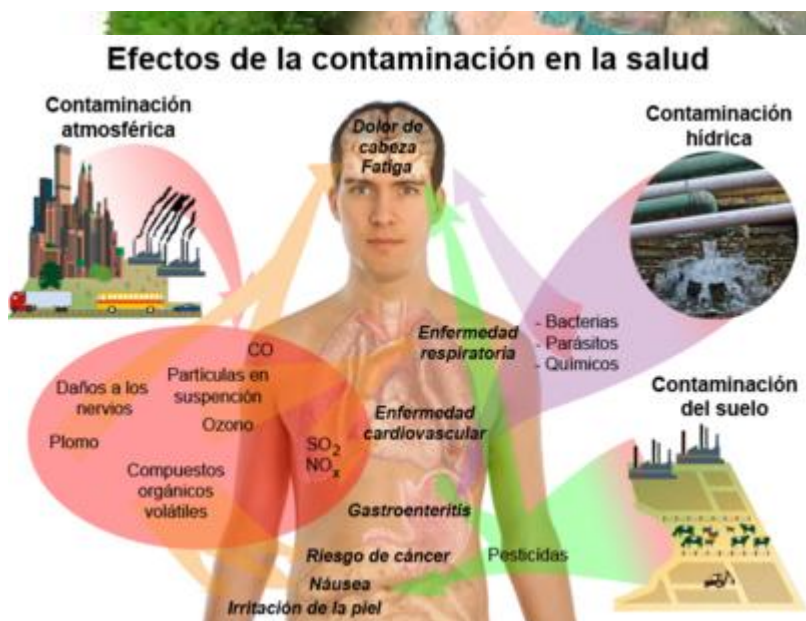 Efectos de la contaminación en la salud
Contaminación
atmosférica
Dolor de
cabeza
Fatiga
Contaminación
hídrica
- Bacterias
- Parásitos
- Químicos
CO
Partículas en
suspención
Daños a los
nervios
Ozono
Plomo
SO2
NOx
Compuestos
orgánicos
volátiles
Enfermedad
respiratoria
Enfermedad
cardiovascular
Gastroenteritis
Riesgo de cáncer
Náusea
Irritación de la piel
Contaminación
del suelo
Pesticidas